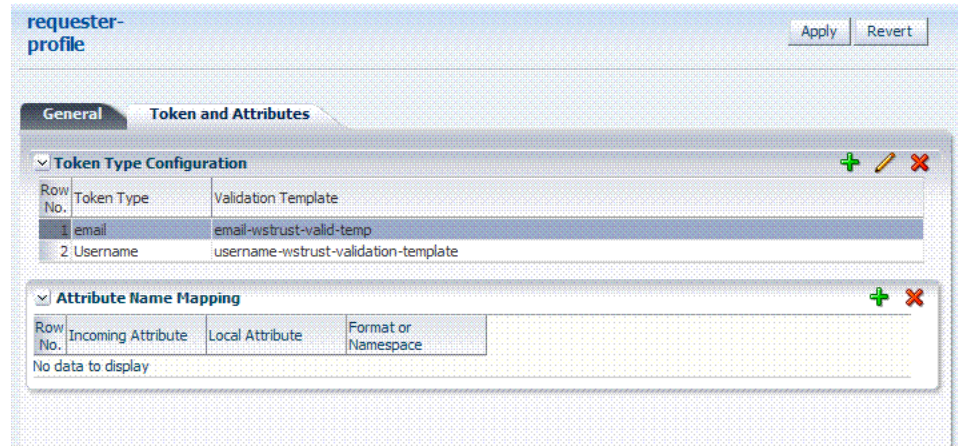 requester-
profile
Apply Revert
General Token and Attributes
Token Type Configuration
Row No. Token Type Validation Template
1 email email-wstrust-valid-temp
2 Username username-wstrust-validation-template
Attribute Name Mapping
Row No. Incoming Attribute Local Attribute Format or Namespace
No data to display